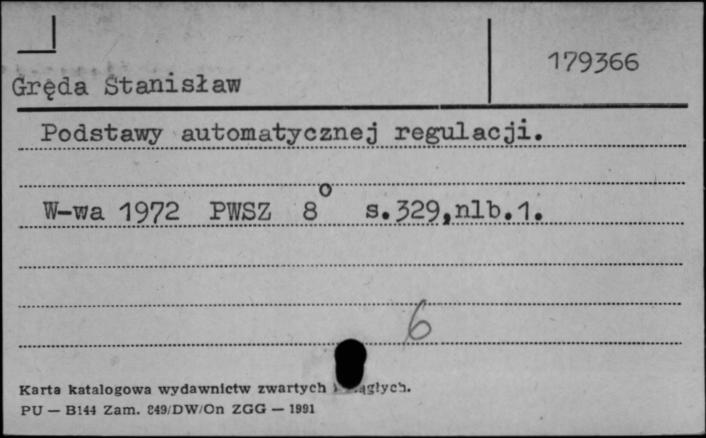 179366
Gręda Stanisław
Podstawy automatycznej regulacji.
W-wa 1972 PWSZ 8° s.329,nlb.1.
6
Karta katalogowa wydawnictw zwartych
PU — B144 Zam. 849/DW/On ZGG — 1991